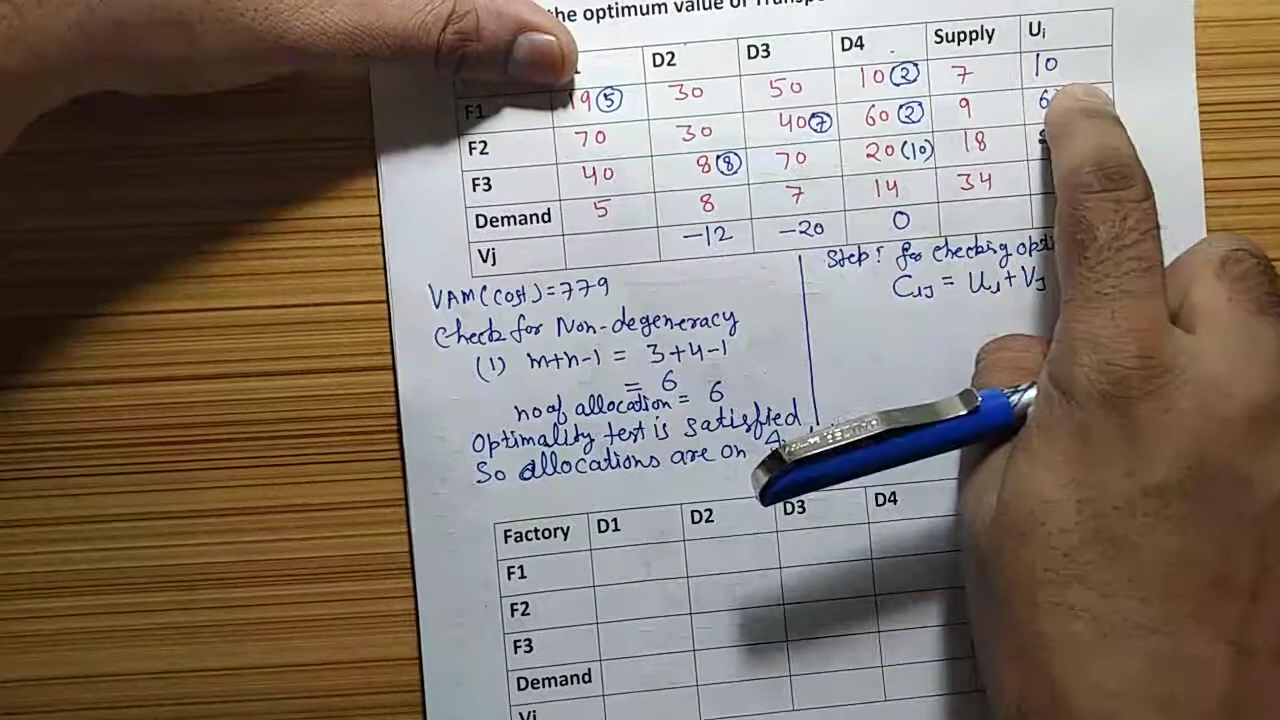 the optimum value of
D2 D3 D4 Supply Ui
F1 19 (5) 30 50 10 (2) 7 10
F2 70 30 40 (7) 60 (2) 9
F3 40 8 (8) 70 20 (10) 18
Demand 5 8 7 14 34
Vj -12 -20 0
VAM (cost) = 779
Check for Non-degeneracy
(1) m+n-1 = 3+4-1
= 6
no of allocation = 6
Optimality test is satisfied
So allocations are on
Step: for checking
CIJ = UJ + VJ
Factory D1 D2 D3 D4
F1
F2
F3
Demand
Vj